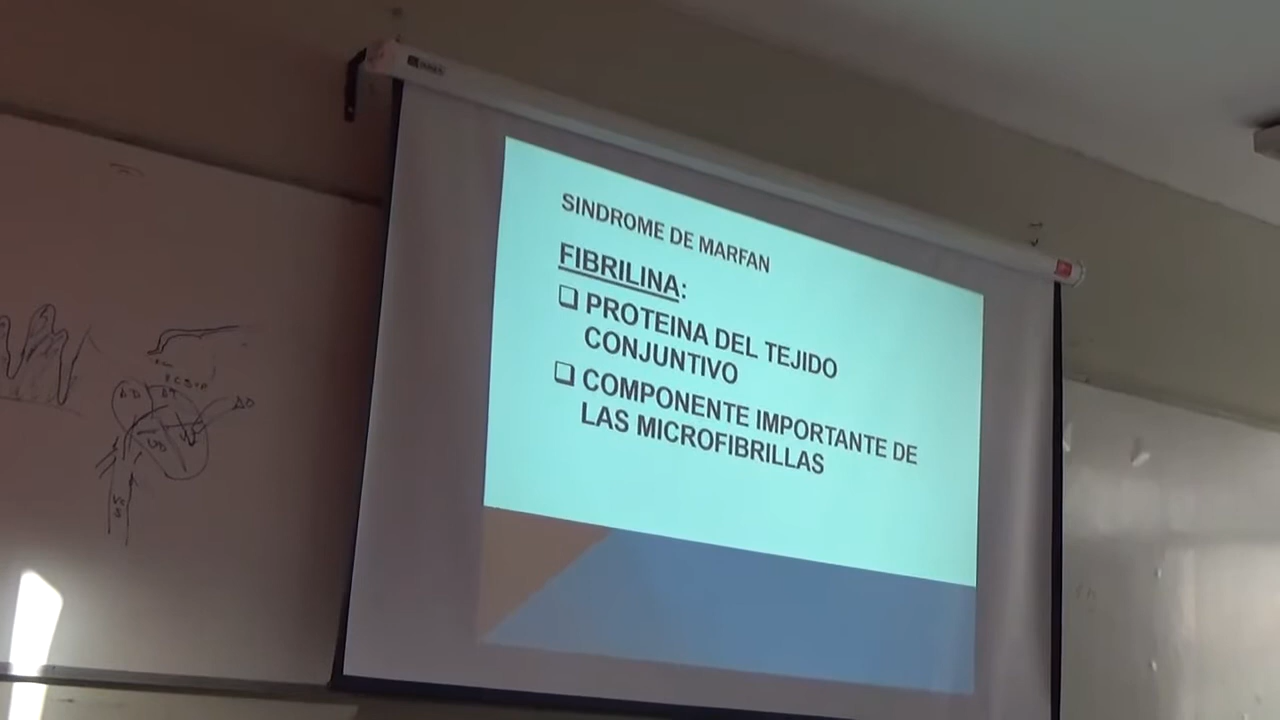 SINDROME DE MARFAN
FIBRILINA:
❑ PROTEINA DEL TEJIDO
CONJUNTIVO
❑ COMPONENTE IMPORTANTE DE
LAS MICROFIBRILLAS